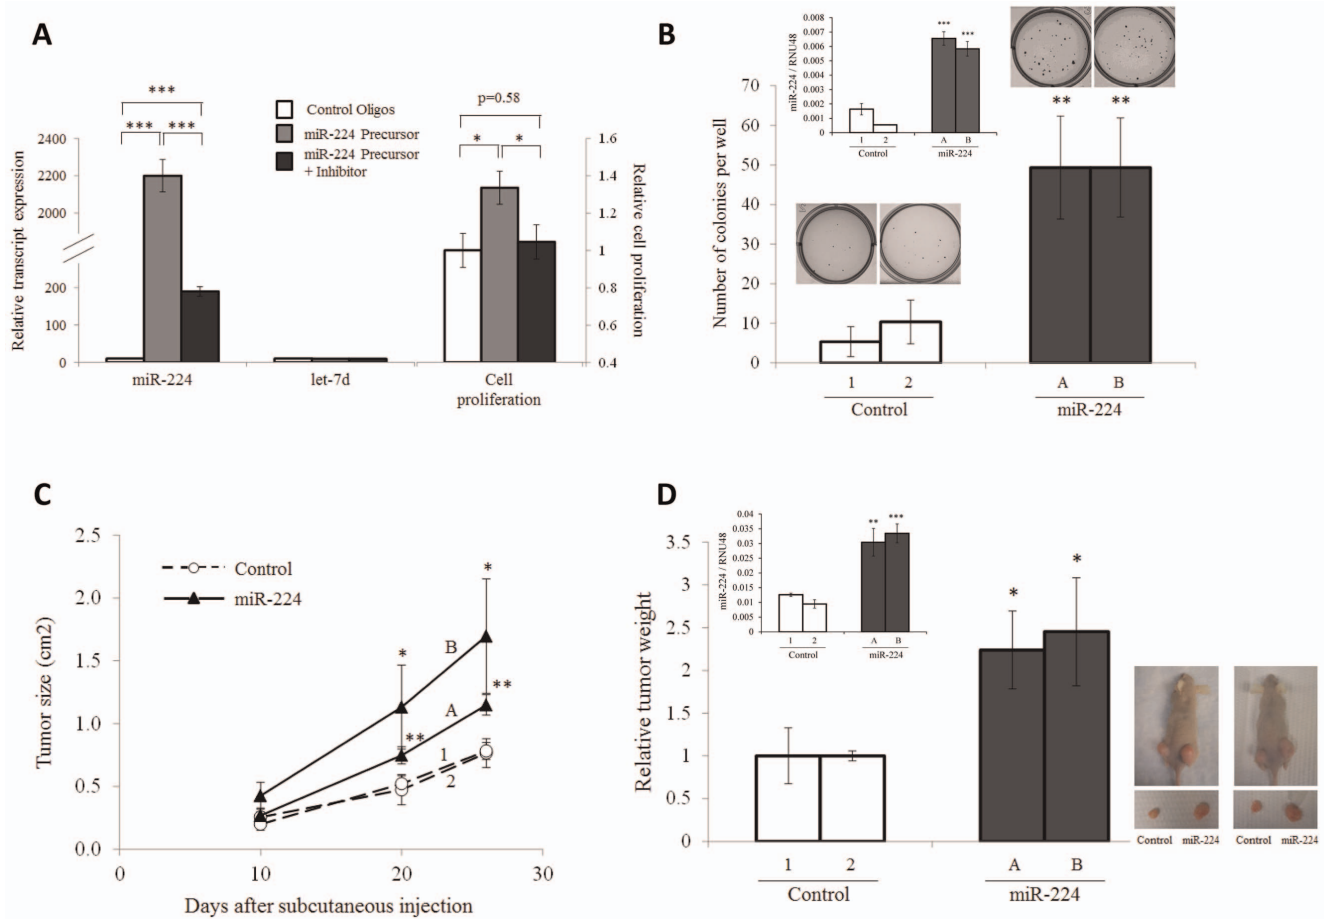 A
***
***
***
Control Oligos
miR-224 Precursor
miR-224 Precursor
+ Inhibitor
p=0.58
*
*
Relative transcript expression
2400
2200
2000
200
100
0
1.6
1.4
1.2
1
0.8
0.6
0.4
Relative cell proliferation
miR-224
let-7d
Cell
proliferation
B
miR-224 / RNU48
0.008
0.007
0.006
0.005
0.004
0.003
0.002
0.001
0
***
***
1
2
A
B
Control
miR-224
Number of colonies per well
70
60
50
40
30
20
10
0
**
**
1
2
A
B
Control
miR-224
C
Tumor size (cm2)
2.5
2.0
1.5
1.0
0.5
0.0
Control
miR-224
*
*
B
**
A
**
1
2
0
10
20
30
Days after subcutaneous injection
D
miR-224 / RNU48
0.04
0.035
0.03
0.025
0.02
0.015
0.01
0.005
0
**
***
1
2
A
B
Control
miR-224
Relative tumor weight
3.5
3
2.5
2
1.5
1
0.5
0
*
*
1
2
A
B
Control
miR-224
Control miR-224
Control miR-224